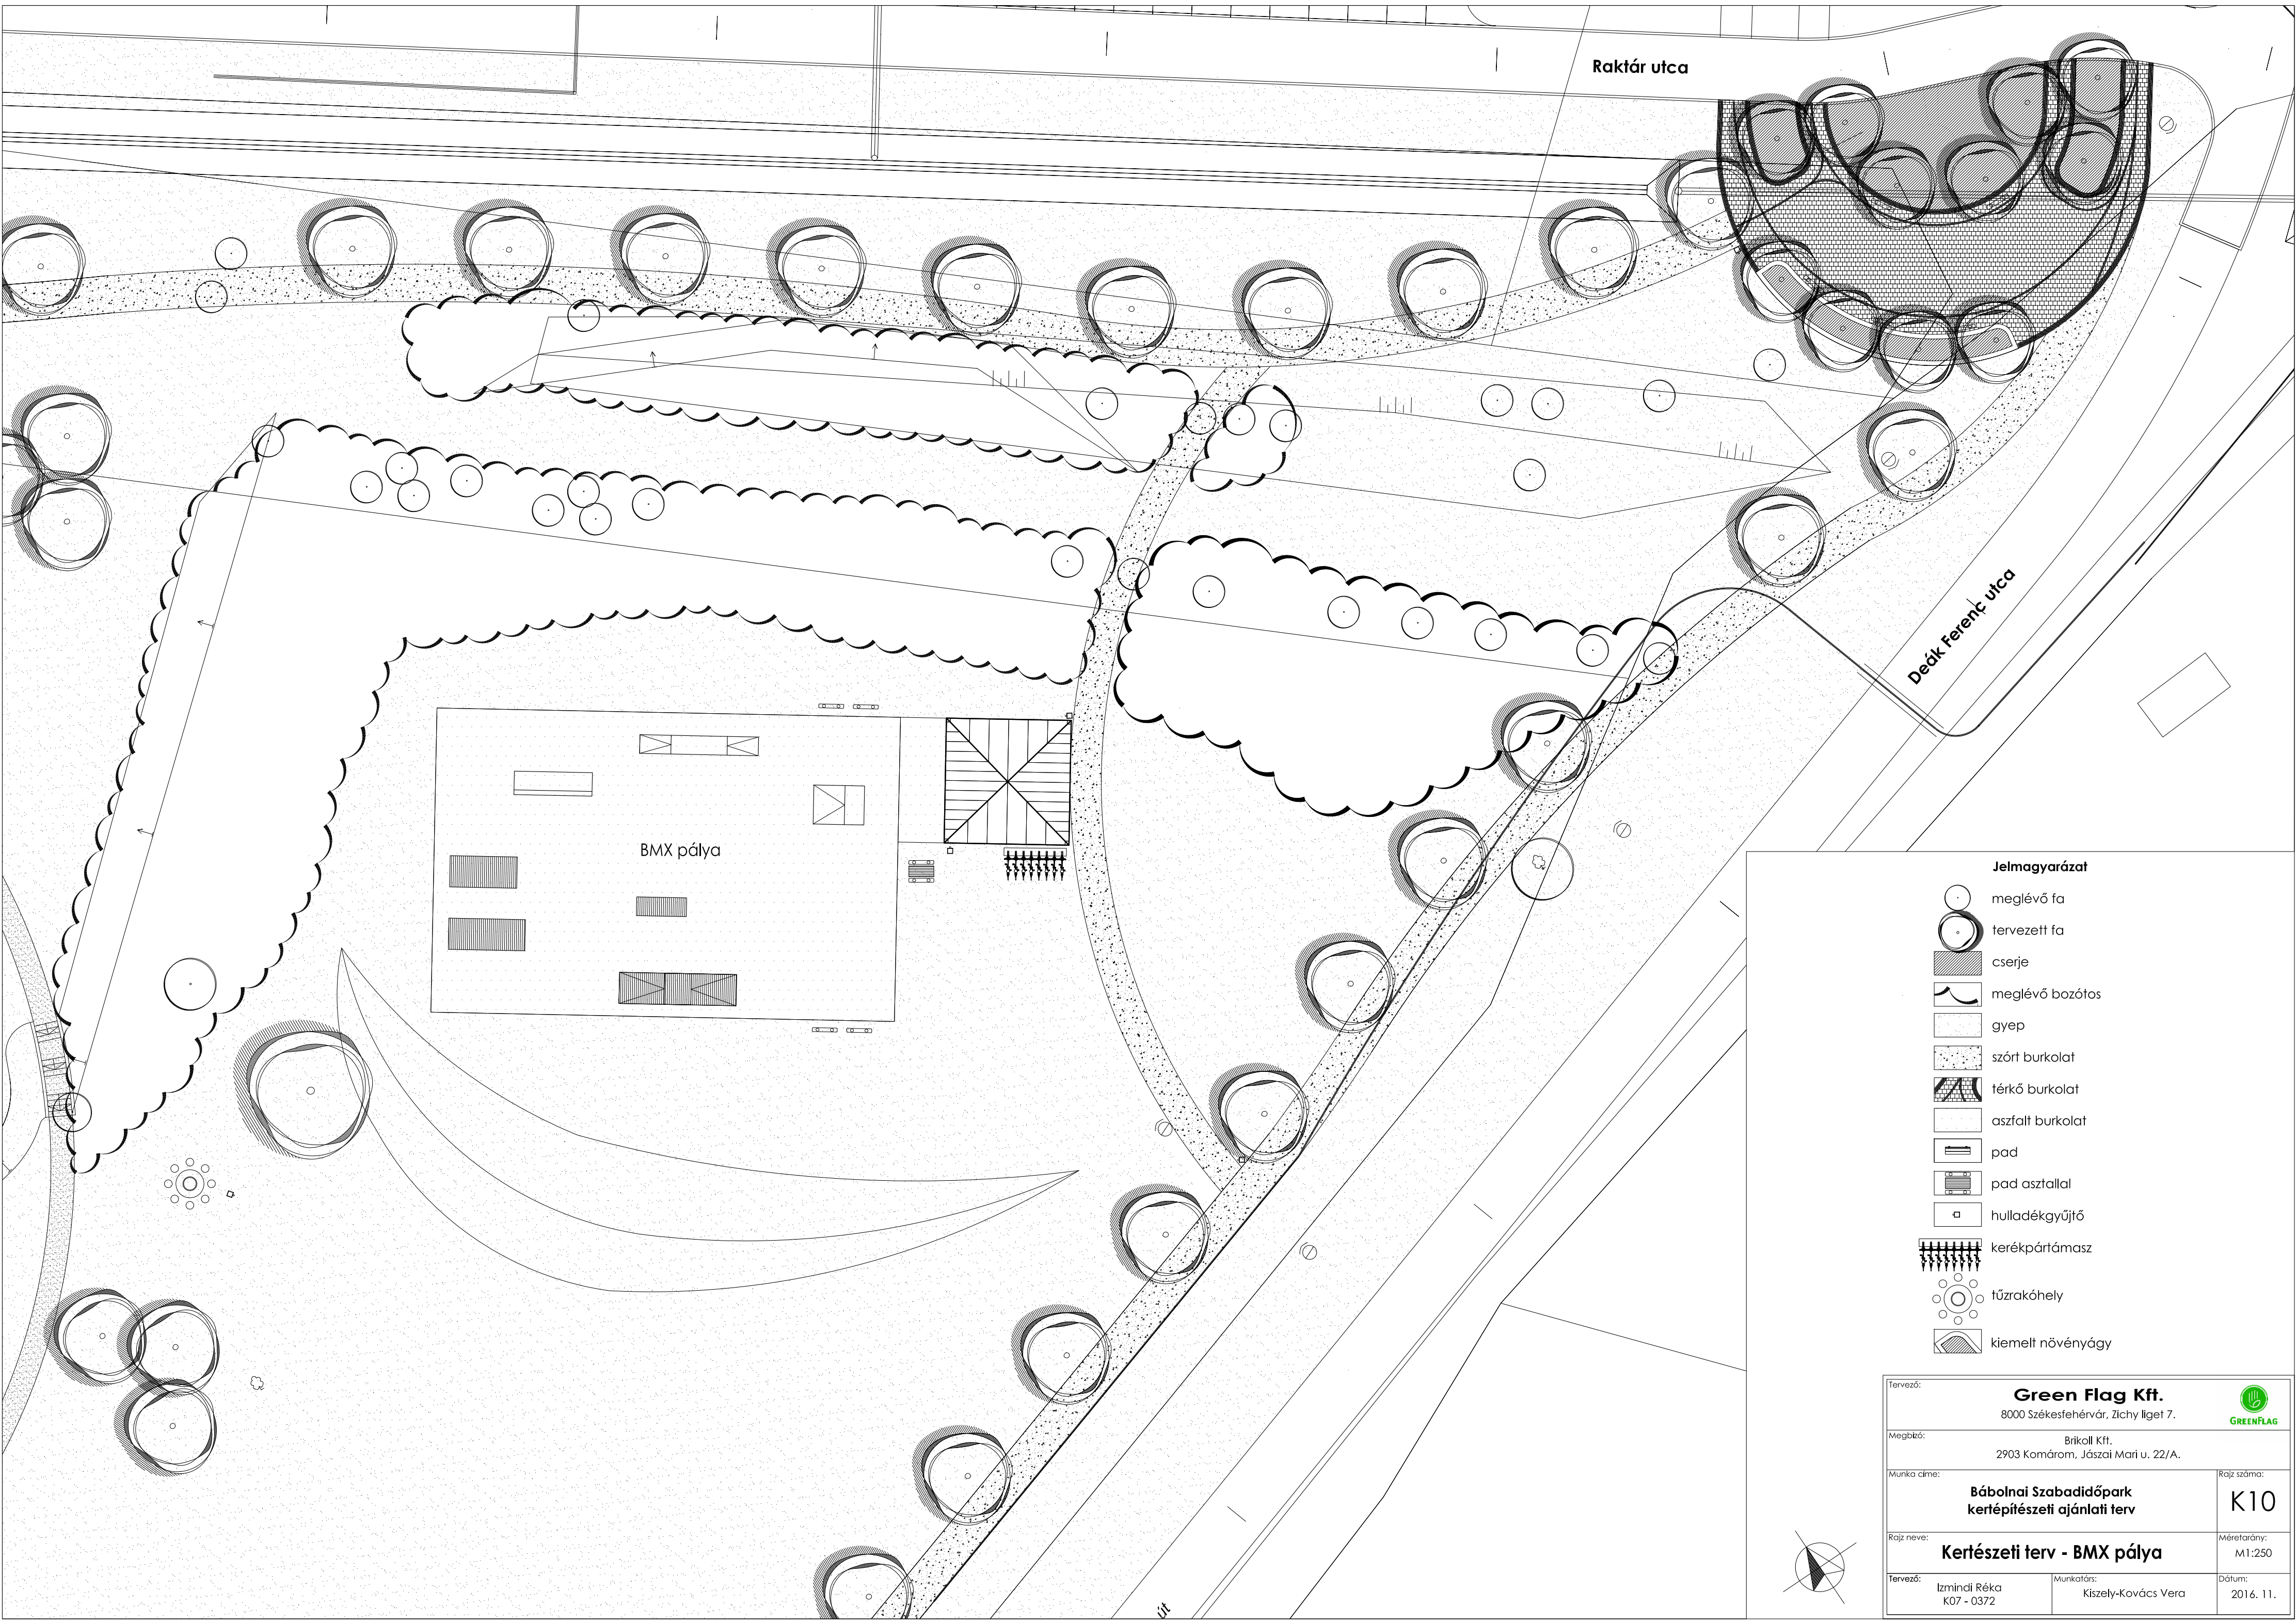 Raktár utca
Deák Ferenc utca
BMX pálya
út
Jelmagyarázat
meglévő fa
tervezett fa
cserje
meglévő bozótos
gyep
szórt burkolat
térkő burkolat
aszfalt burkolat
pad
pad asztallal
hulladékgyűjtő
kerékpártámasz
tűzrakóhely
kiemelt növényágy
Tervező:
Green Flag Kft.
8000 Székesfehérvár, Zichy liget 7.
GREENFLAG
Megbízó:
Brikoll Kft.
2903 Komárom, Jászai Mari u. 22/A.
Munka címe:
Bábolnai Szabadidőpark
kertépítészeti ajánlati terv
Rajz száma:
K10
Rajz neve:
Kertészeti terv - BMX pálya
Méretarány:
M1:250
Tervező:
Izmindi Réka
K07 - 0372
Munkatárs:
Kiszely-Kovács Vera
Dátum:
2016. 11.